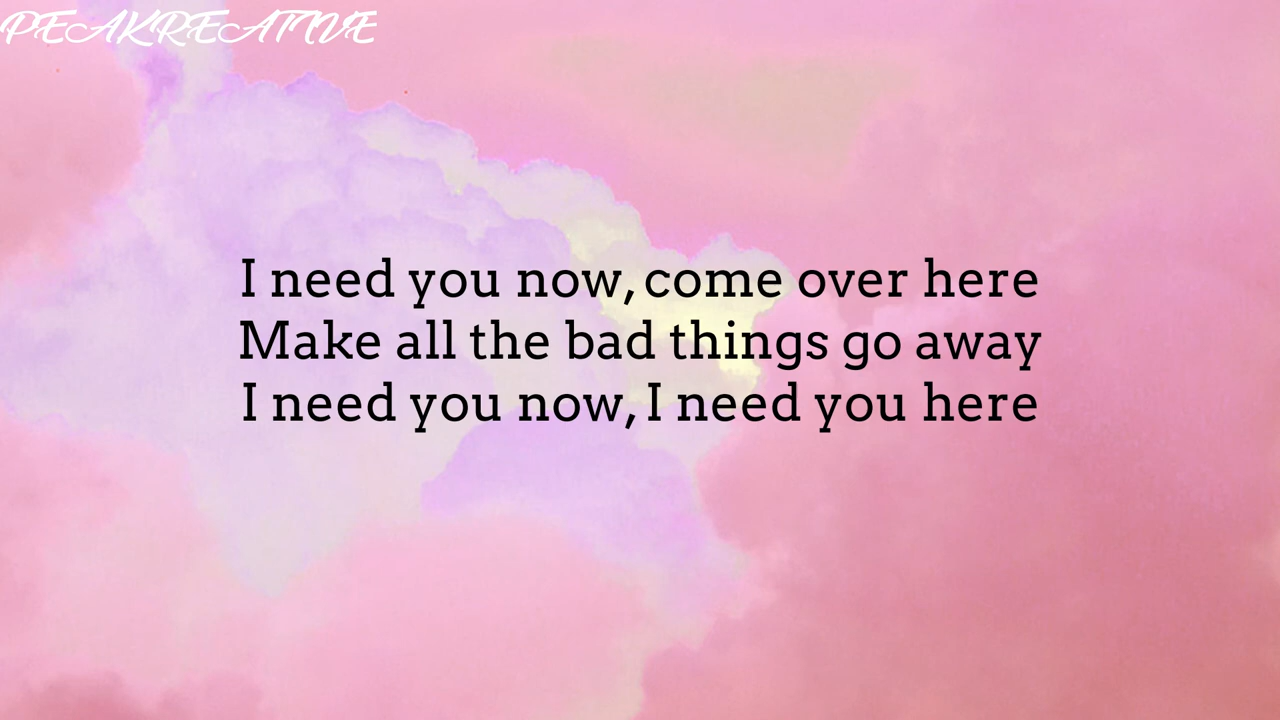 PEAKREATIVE
I need you now, come over here
Make all the bad things go away
I need you now, I need you here